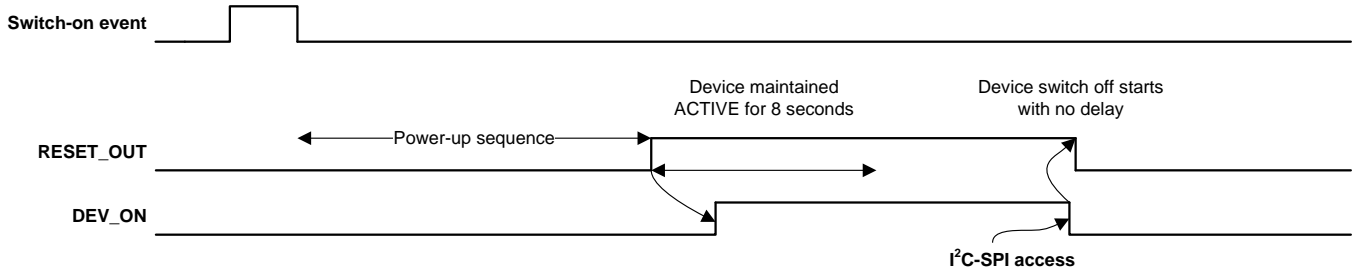 Switch-on event
Device maintained
ACTIVE for 8 seconds
Device switch off starts
with no delay
Power-up sequence
RESET_OUT
DEV_ON
I²C-SPI access